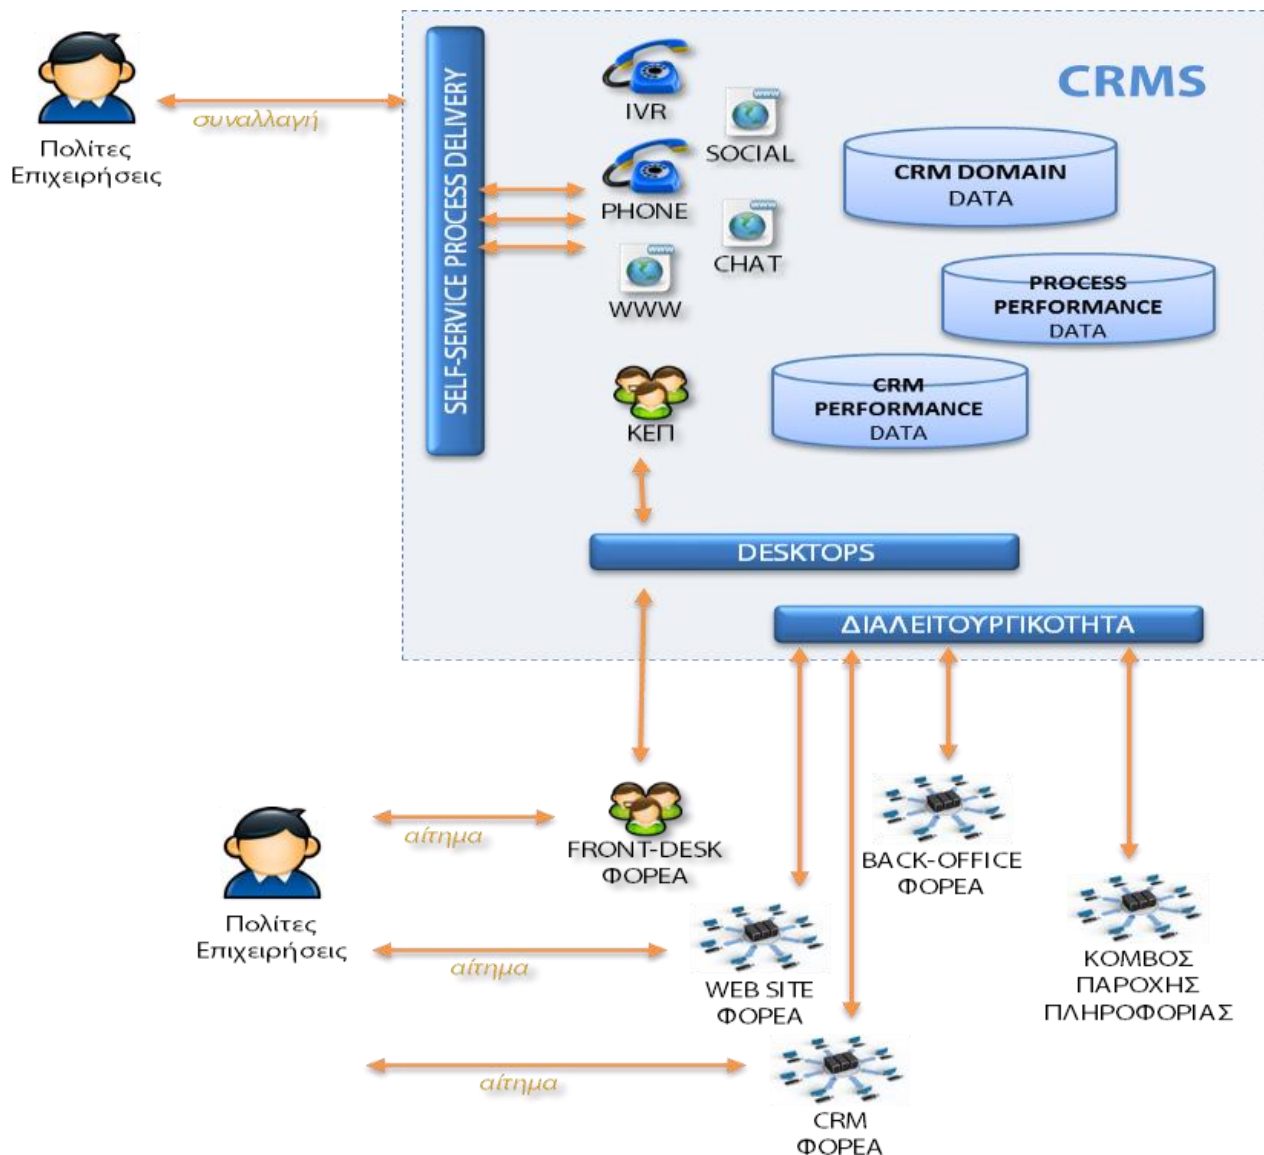 CRMS
Πολίτες
Επιχειρήσεις
συναλλαγή
SELF-SERVICE PROCESS DELIVERY
IVR
SOCIAL
PHONE
CHAT
WWW
ΚΕΠ
CRM DOMAIN
DATA
PROCESS
PERFORMANCE
DATA
CRM
PERFORMANCE
DATA
DESKTOPS
ΔΙΑΛΕΙΤΟΥΡΓΙΚΟΤΗΤΑ
Πολίτες
Επιχειρήσεις
αίτημα
FRONT-DESK
ΦΟΡΕΑ
BACK-OFFICE
ΦΟΡΕΑ
αίτημα
WEB SITE
ΦΟΡΕΑ
ΚΟΜΒΟΣ
ΠΑΡΟΧΗΣ
ΠΛΗΡΟΦΟΡΙΑΣ
αίτημα
CRM
ΦΟΡΕΑ